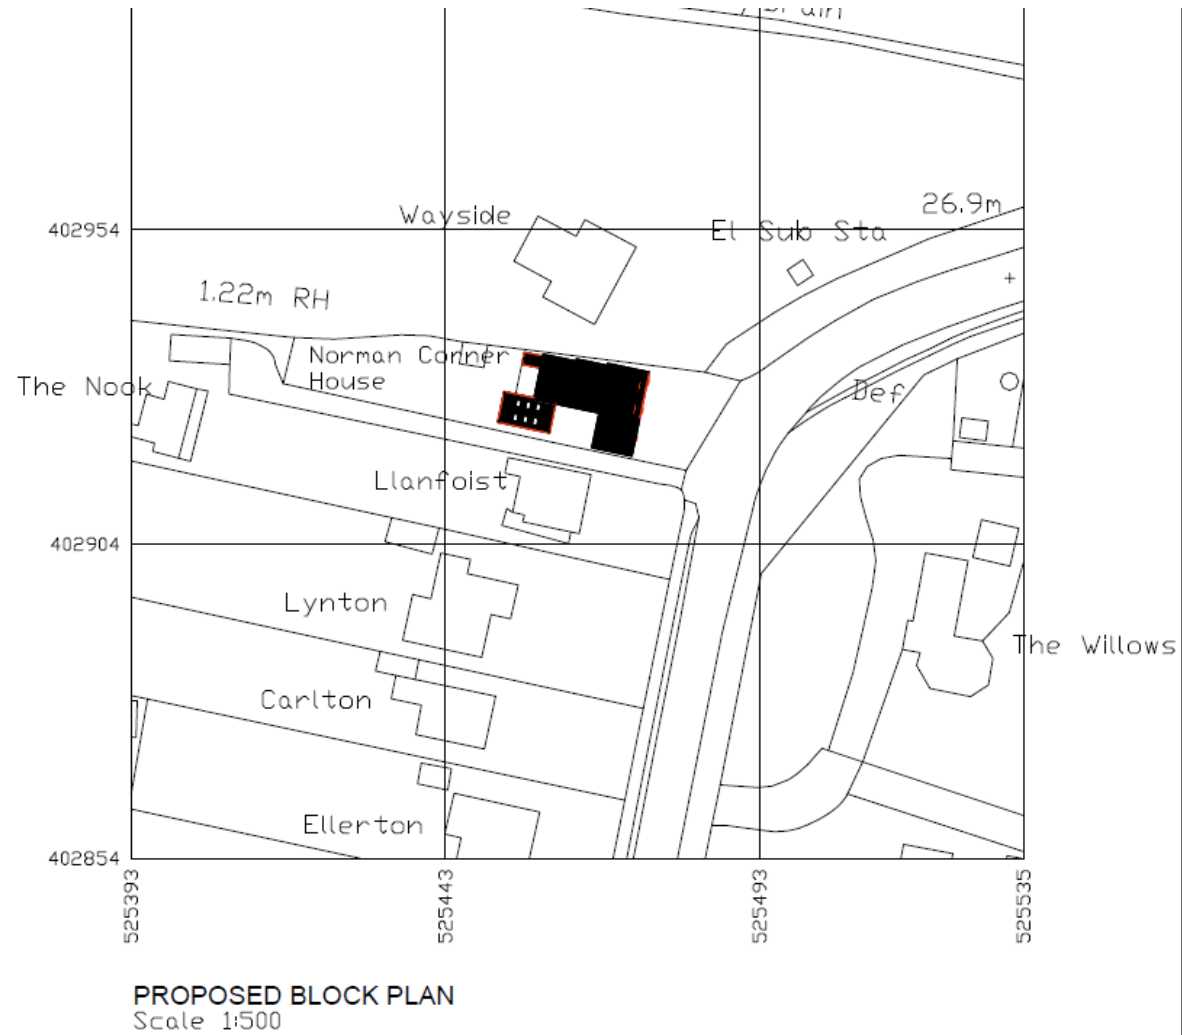 Drain
26.9m
Wayside
402954
El Sub Sta
1.22m RH
Norman Conner
House
The Nook
Def
Llanfoist
402904
Lynton
The Willows
Carlton
Ellerton
402854
525393
525443
525493
525535
PROPOSED BLOCK PLAN
Scale 1:500